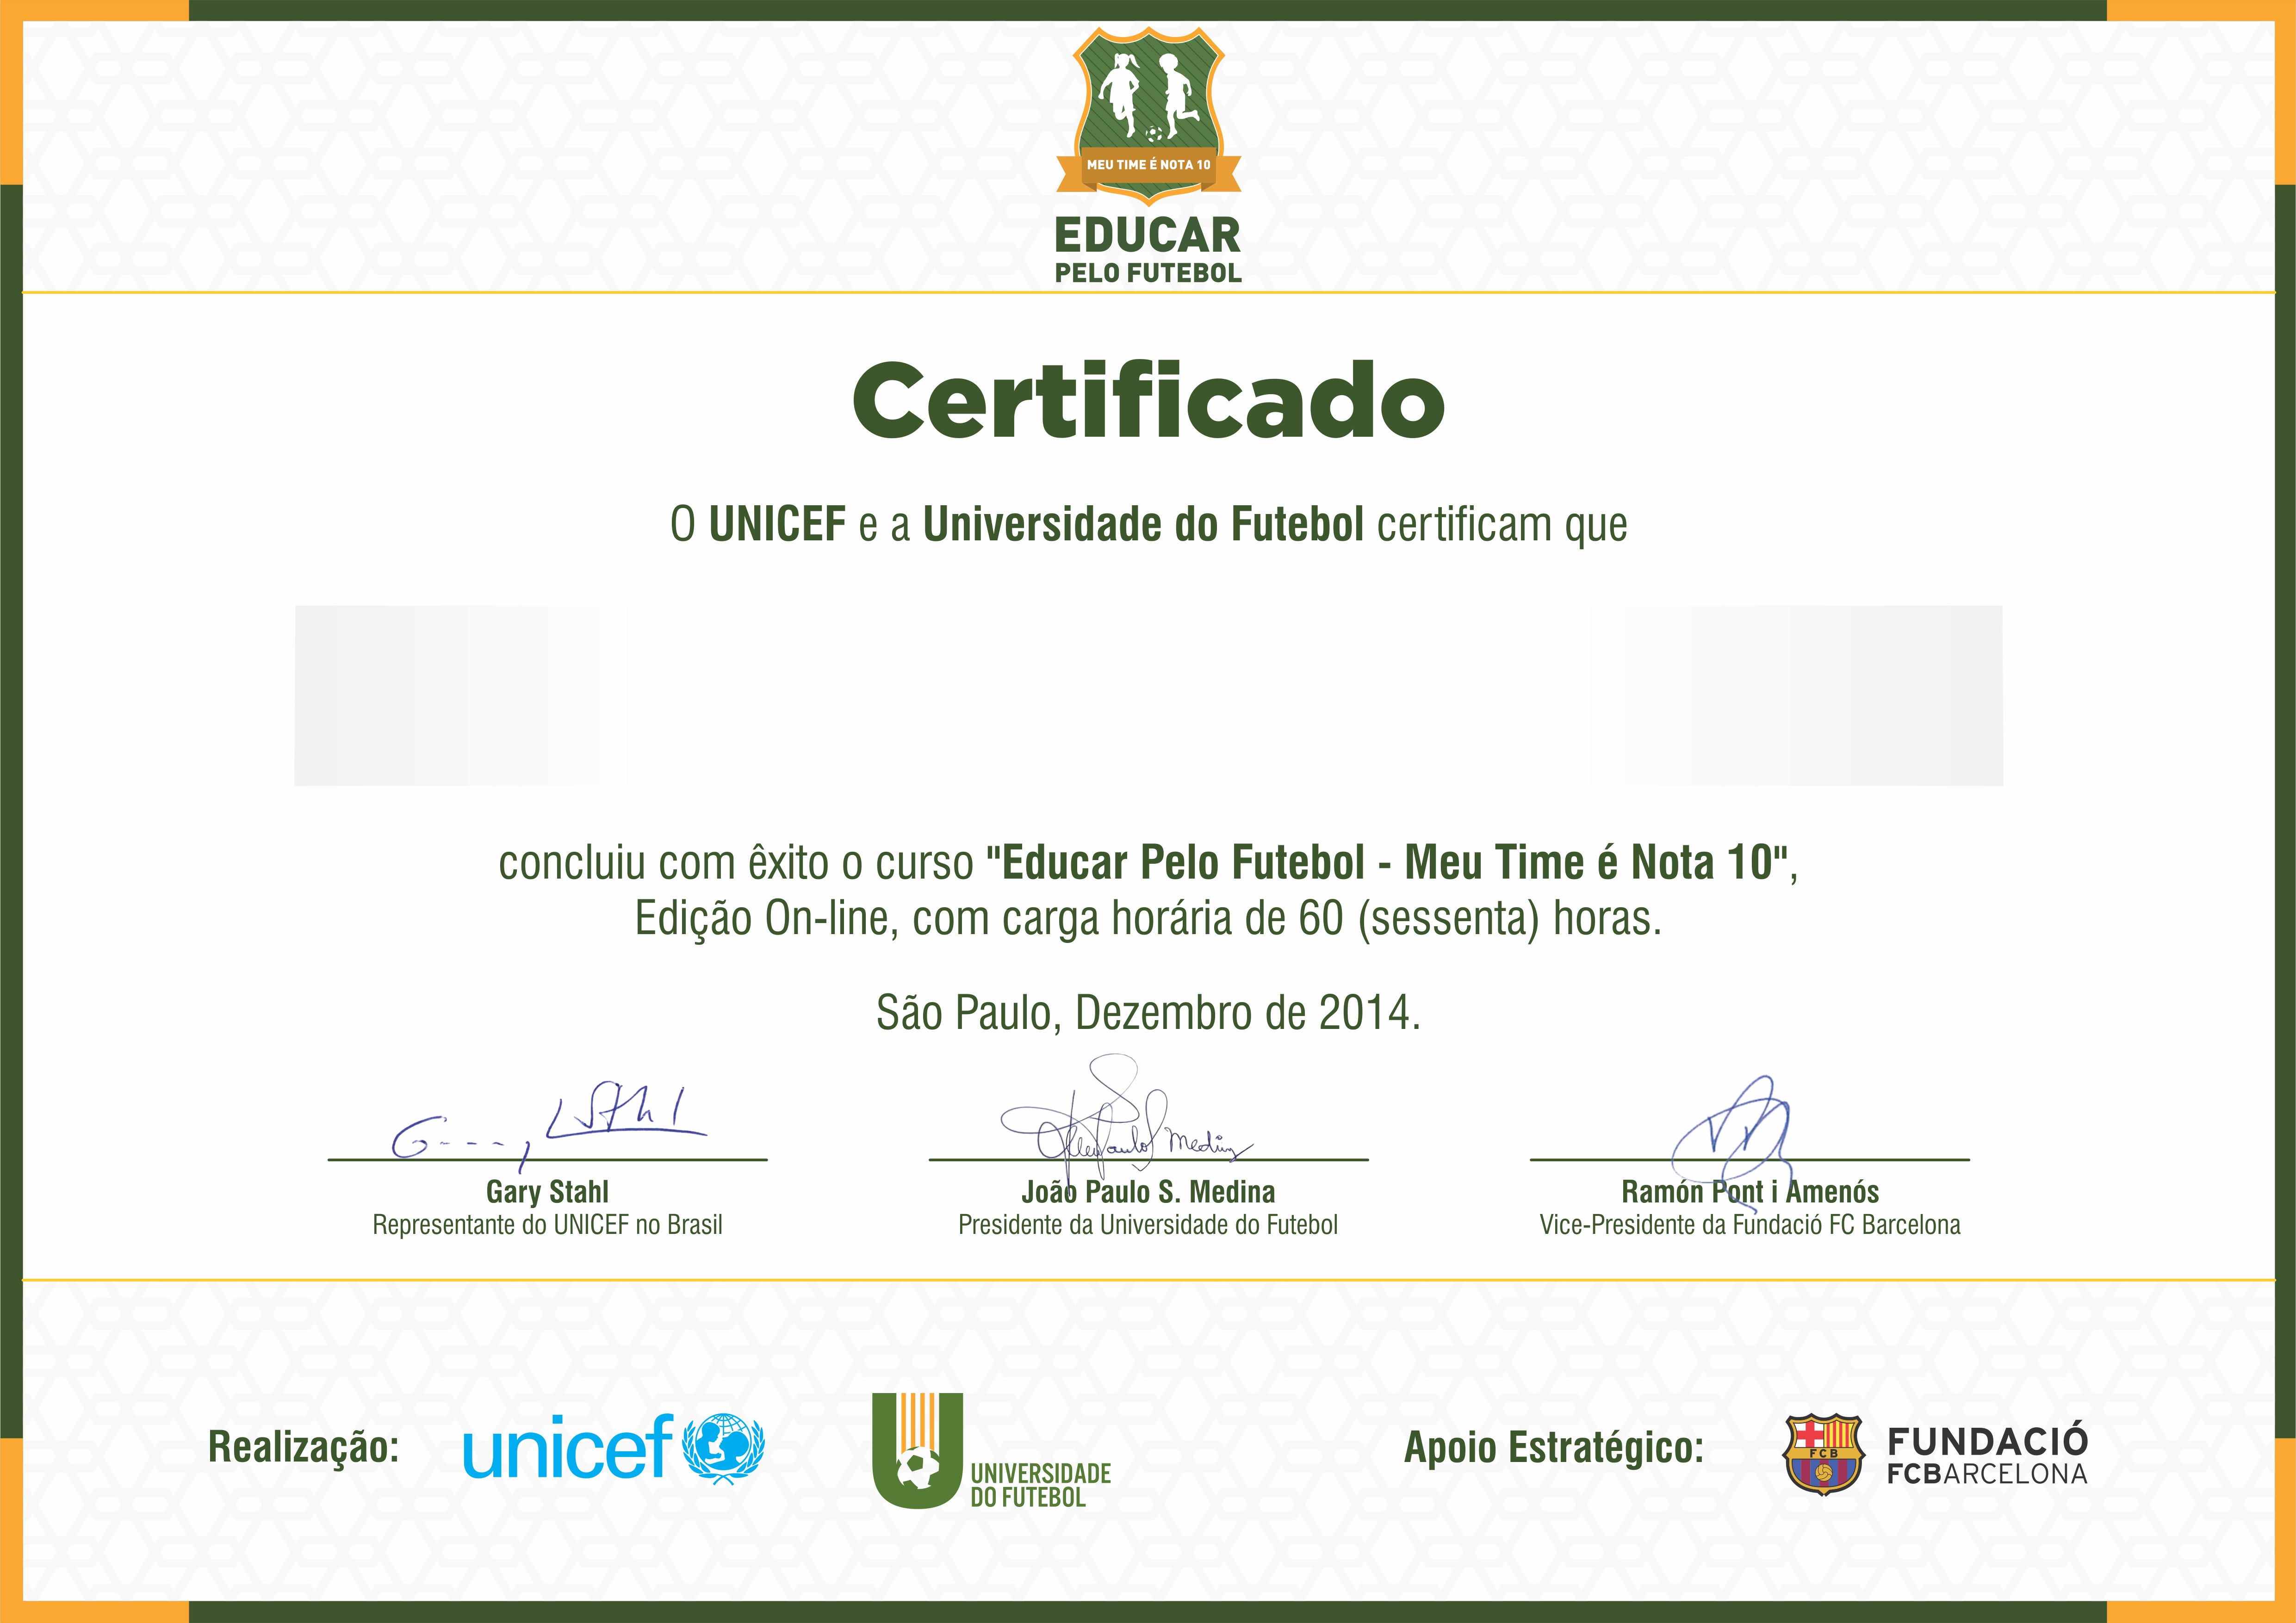 MEU TIME É NOTA 10
EDUCAR
PELO FUTEBOL
Certificado
O UNICEF e a Universidade do Futebol certificam que
concluiu com êxito o curso "Educar Pelo Futebol - Meu Time é Nota 10",
Edição On-line, com carga horária de 60 (sessenta) horas.
São Paulo, Dezembro de 2014.
Gary Stahl
Representante do UNICEF no Brasil
João Paulo S. Medina
Presidente da Universidade do Futebol
Ramón Pont i Amenós
Vice-Presidente da Fundació FC Barcelona
Realização:
unicef
UNIVERSIDADE
DO FUTEBOL
Apoio Estratégico:
FCB
FUNDACIÓ
FCBARCELONA